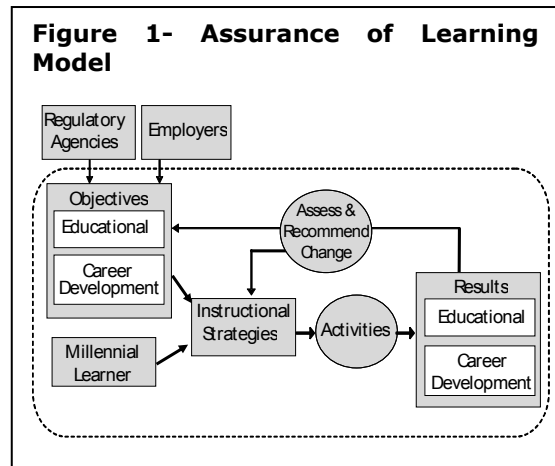 Figure 1- Assurance of Learning
Model
Regulatory
Agencies
Employers
Objectives
Educational
Career
Development
Assess &
Recommend
Change
Instructional
Strategies
Activities
Millennial
Learner
Results
Educational
Career
Development